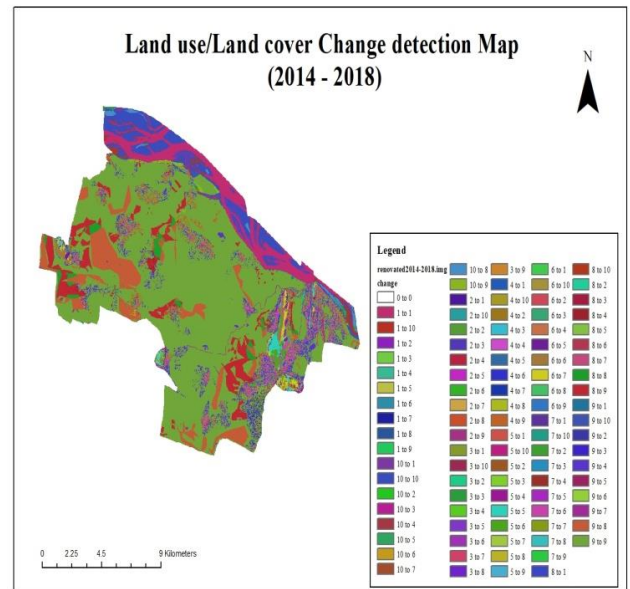 Land use/Land cover Change detection Map
(2014 - 2018)
N
Legend
renovated2014-2018.img
change
0 to 0
1 to 1
1 to 10
1 to 2
1 to 3
1 to 4
1 to 5
1 to 6
1 to 7
1 to 8
1 to 9
10 to 1
10 to 10
10 to 2
10 to 3
10 to 4
10 to 5
10 to 6
10 to 7
10 to 8
10 to 9
2 to 1
2 to 10
2 to 2
2 to 3
2 to 4
2 to 5
2 to 6
2 to 7
2 to 8
2 to 9
3 to 1
3 to 10
3 to 2
3 to 3
3 to 4
3 to 5
3 to 6
3 to 7
3 to 8
3 to 9
4 to 1
4 to 10
4 to 2
4 to 3
4 to 4
4 to 5
4 to 6
4 to 7
4 to 8
4 to 9
5 to 1
5 to 10
5 to 2
5 to 3
5 to 4
5 to 5
5 to 6
5 to 7
5 to 8
5 to 9
6 to 1
6 to 10
6 to 2
6 to 3
6 to 4
6 to 5
6 to 6
6 to 7
6 to 8
6 to 9
7 to 1
7 to 10
7 to 2
7 to 3
7 to 4
7 to 5
7 to 6
7 to 7
7 to 8
7 to 9
8 to 1
8 to 10
8 to 2
8 to 3
8 to 4
8 to 5
8 to 6
8 to 7
8 to 8
8 to 9
9 to 1
9 to 10
9 to 2
9 to 3
9 to 4
9 to 5
9 to 6
9 to 7
9 to 8
9 to 9
0 2.25 4.5 9 Kilometers